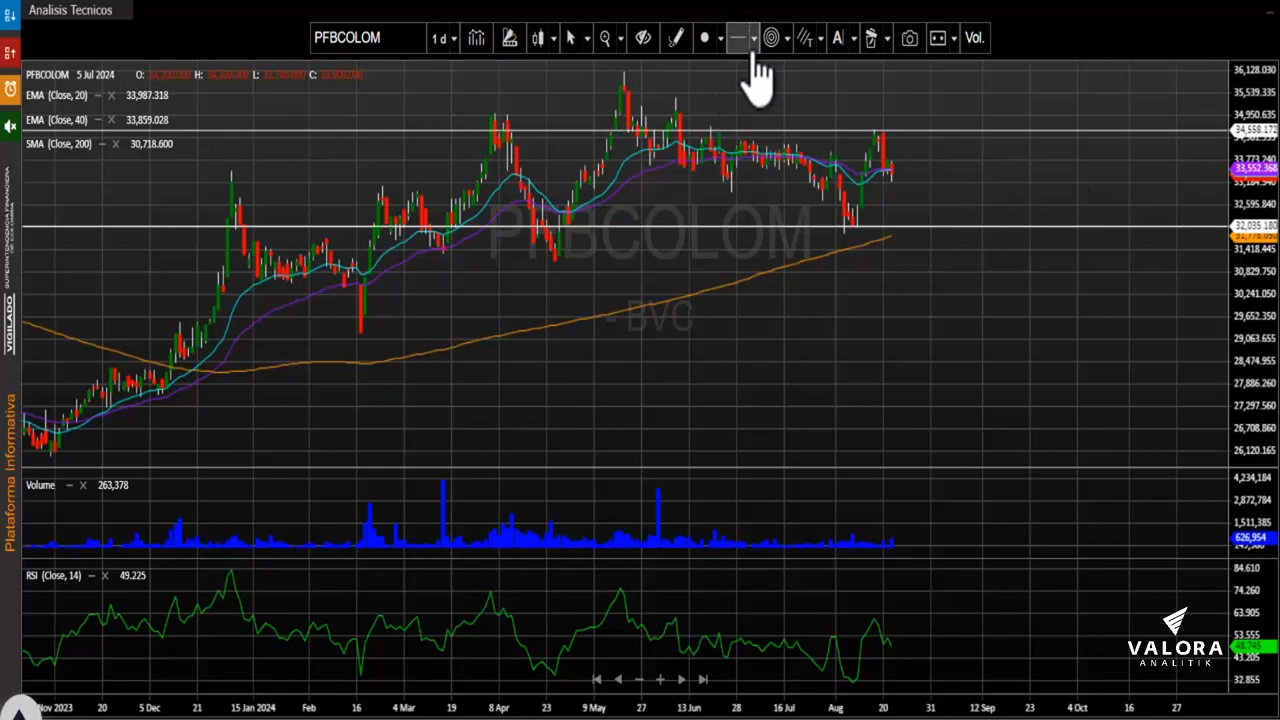 Analisis Tecnicos
PFBCOLOM
1 d
A
T
Vol.
PFBCOLOM 5 Jul 2024 O: H: L: C:
EMA (Close, 20) — X 33,987.318
EMA (Close, 40) — X 33,859.028
SMA (Close, 200) — X 30,718.600
PFBCOLOM
- BVC
36,128.030
35,539.335
34,950.635
34,558.172
33,773.240
33,552.368
33,184.540
32,595.840
32,035.180
31,418.445
30,829.750
30,241.050
29,652.350
29,063.655
28,474.955
27,886.260
27,297.560
26,708.860
26,120.165
Volume — X 263,378
4,234,184
2,872,784
1,511,385
626,954
RSI (Close, 14) — X 49.225
84.610
74.260
63.905
53.555
48.745
43.205
32.855
Nov 2023 20 5 Dec 21 15 Jan 2024 Feb 16 4 Mar 19 8 Apr 23 9 May 27 13 Jun 28 16 Jul Aug 20 31 12 Sep 23 4 Oct 16 27
VIGILADO
Plataforma Informativa
VALORA
ANALITIK